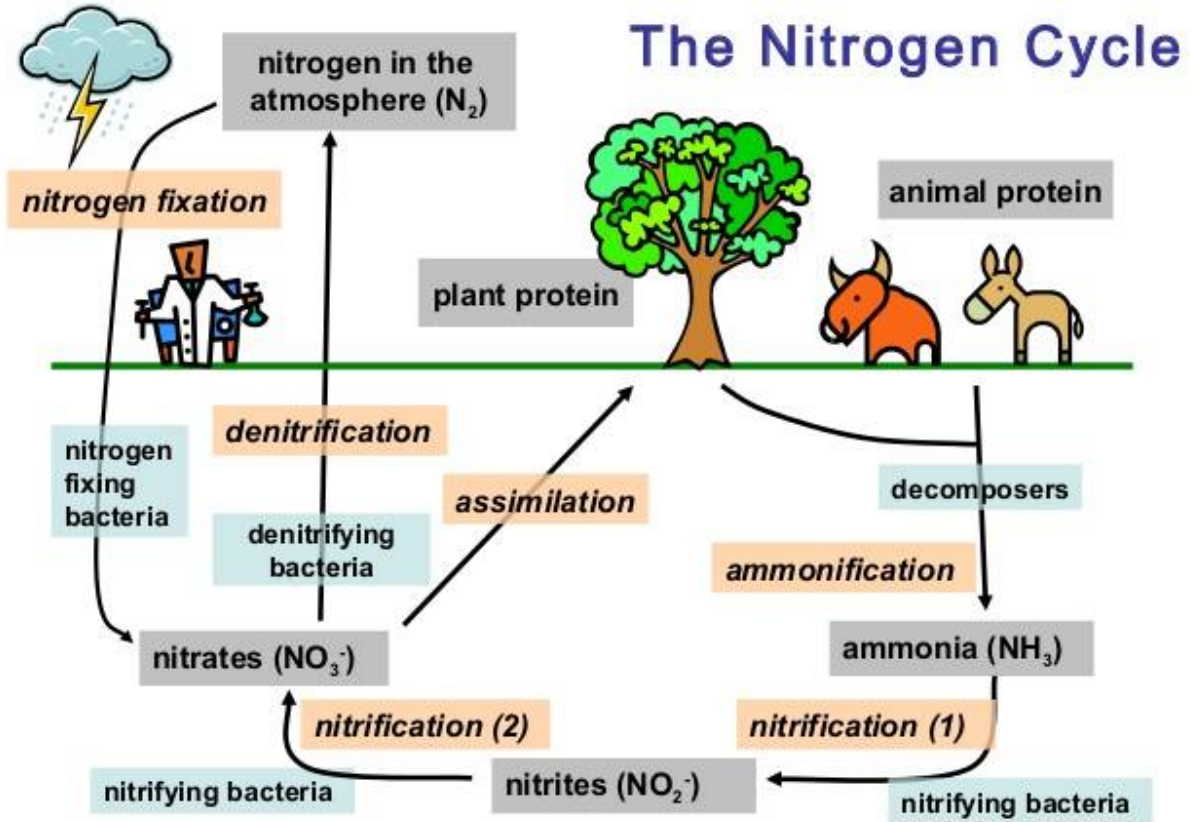 The Nitrogen Cycle
nitrogen in the
atmosphere (N₂)
nitrogen fixation
animal protein
plant protein
denitrification
nitrogen
fixing
bacteria
assimilation
decomposers
denitrifying
bacteria
ammonification
nitrates (NO₃⁻)
ammonia (NH₃)
nitrification (2)
nitrification (1)
nitrifying bacteria
nitrites (NO₂⁻)
nitrifying bacteria